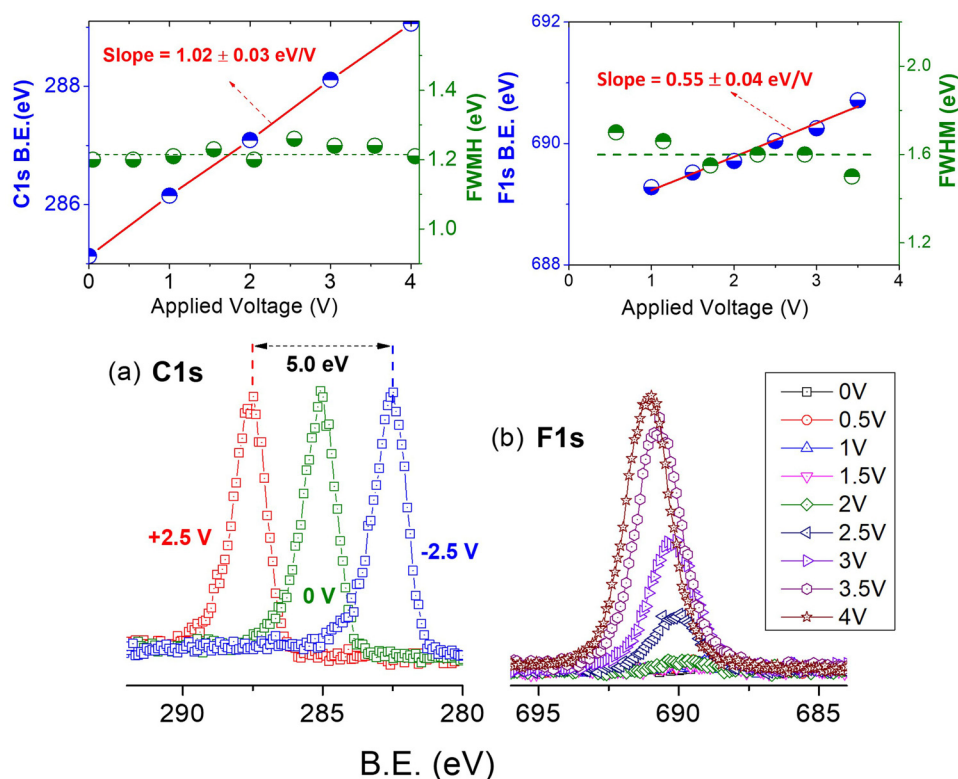 C1s B.E.(eV)
288
286
Slope = 1.02 ± 0.03 eV/V
1.4
1.2
1.0
FWMH (eV)
0 1 2 3 4
Applied Voltage (V)
F1s B.E. (eV)
692
690
688
Slope = 0.55 ± 0.04 eV/V
2.0
1.8
1.6
1.4
1.2
FWHM (eV)
0 1 2 3 4
Applied Voltage (V)
(a) C1s
5.0 eV
+2.5 V
0 V
-2.5 V
290 285 280
(b) F1s
0V
0.5V
1V
1.5V
2V
2.5V
3V
3.5V
4V
695 690 685
B.E. (eV)